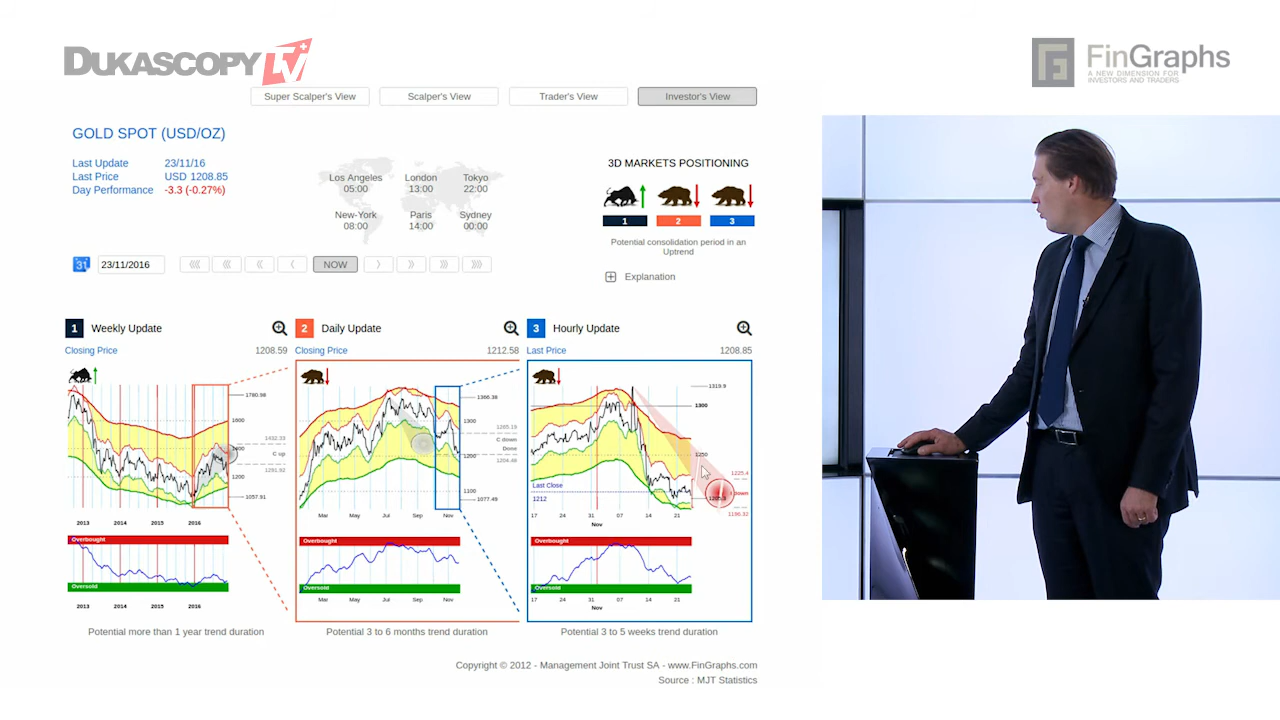 DUKASCOPY TV
FinGraphs
A NEW DIMENSION FOR
INVESTORS AND TRADERS
Super Scalper's View
Scalper's View
Trader's View
Investor's View
GOLD SPOT (USD/OZ)
Last Update 23/11/16
Last Price USD 1208.85
Day Performance -3.3 (-0.27%)
Los Angeles London Tokyo
05:00 13:00 22:00
New-York Paris Sydney
08:00 14:00 00:00
3D MARKETS POSITIONING
1 2 3
Potential consolidation period in an
Uptrend
Explanation
31 23/11/2016 NOW
1 Weekly Update
Closing Price 1208.59
1780.98
1600
1432.33
1400
C up
1291.92
1200
1057.91
2013 2014 2015 2016
Overbought
Oversold
2013 2014 2015 2016
Potential more than 1 year trend duration
2 Daily Update
Closing Price 1212.58
1366.38
1300
1265.19
C down
Done
1204.48
1200
1100
1077.49
Mar May Jul Sep Nov
Overbought
Oversold
Mar May Jul Sep Nov
Potential 3 to 6 months trend duration
3 Hourly Update
Last Price 1208.85
1319.9
1300
1250
1225.4
Last Close
1212
down
1196.32
17 24 31 07 14 21
Nov
Overbought
Oversold
17 24 31 07 14 21
Nov
Potential 3 to 5 weeks trend duration
Copyright © 2012 - Management Joint Trust SA - www.FinGraphs.com
Source : MJT Statistics